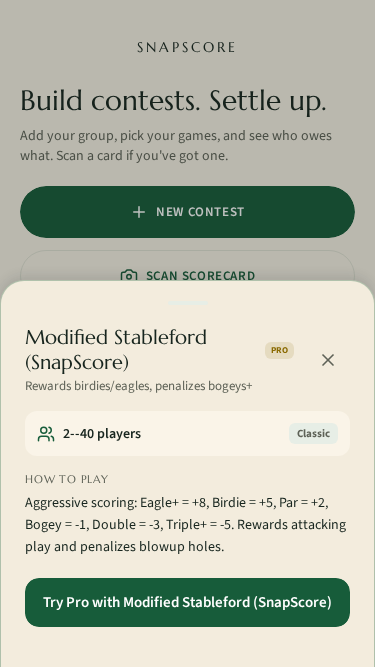 SNAPSCORE
Build contests. Settle up.
Add your group, pick your games, and see who owes
what. Scan a card if you've got one.
NEW CONTEST
SCAN SCORECARD
Modified Stableford
(SnapScore)
PRO
Rewards birdies/eagles, penalizes bogeys+
2--40 players
Classic
HOW TO PLAY
Aggressive scoring: Eagle+ = +8, Birdie = +5, Par = +2,
Bogey = -1, Double = -3, Triple+ = -5. Rewards attacking
play and penalizes blowup holes.
Try Pro with Modified Stableford (SnapScore)